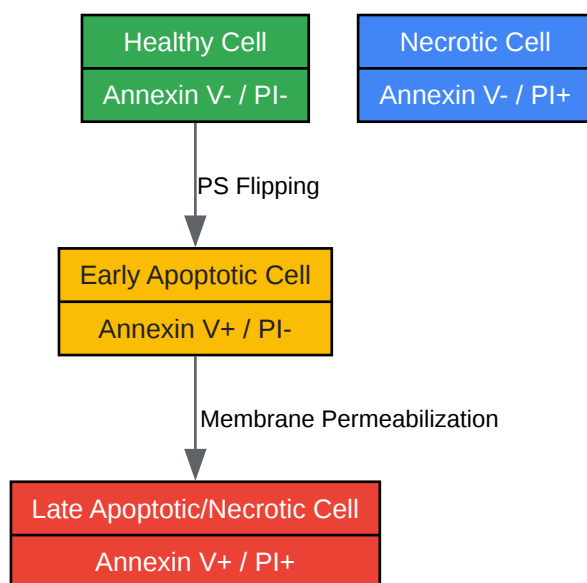 Healthy Cell
Annexin V- / PI-
Necrotic Cell
Annexin V- / PI+
PS Flipping
Early Apoptotic Cell
Annexin V+ / PI-
Membrane Permeabilization
Late Apoptotic/Necrotic Cell
Annexin V+ / PI+